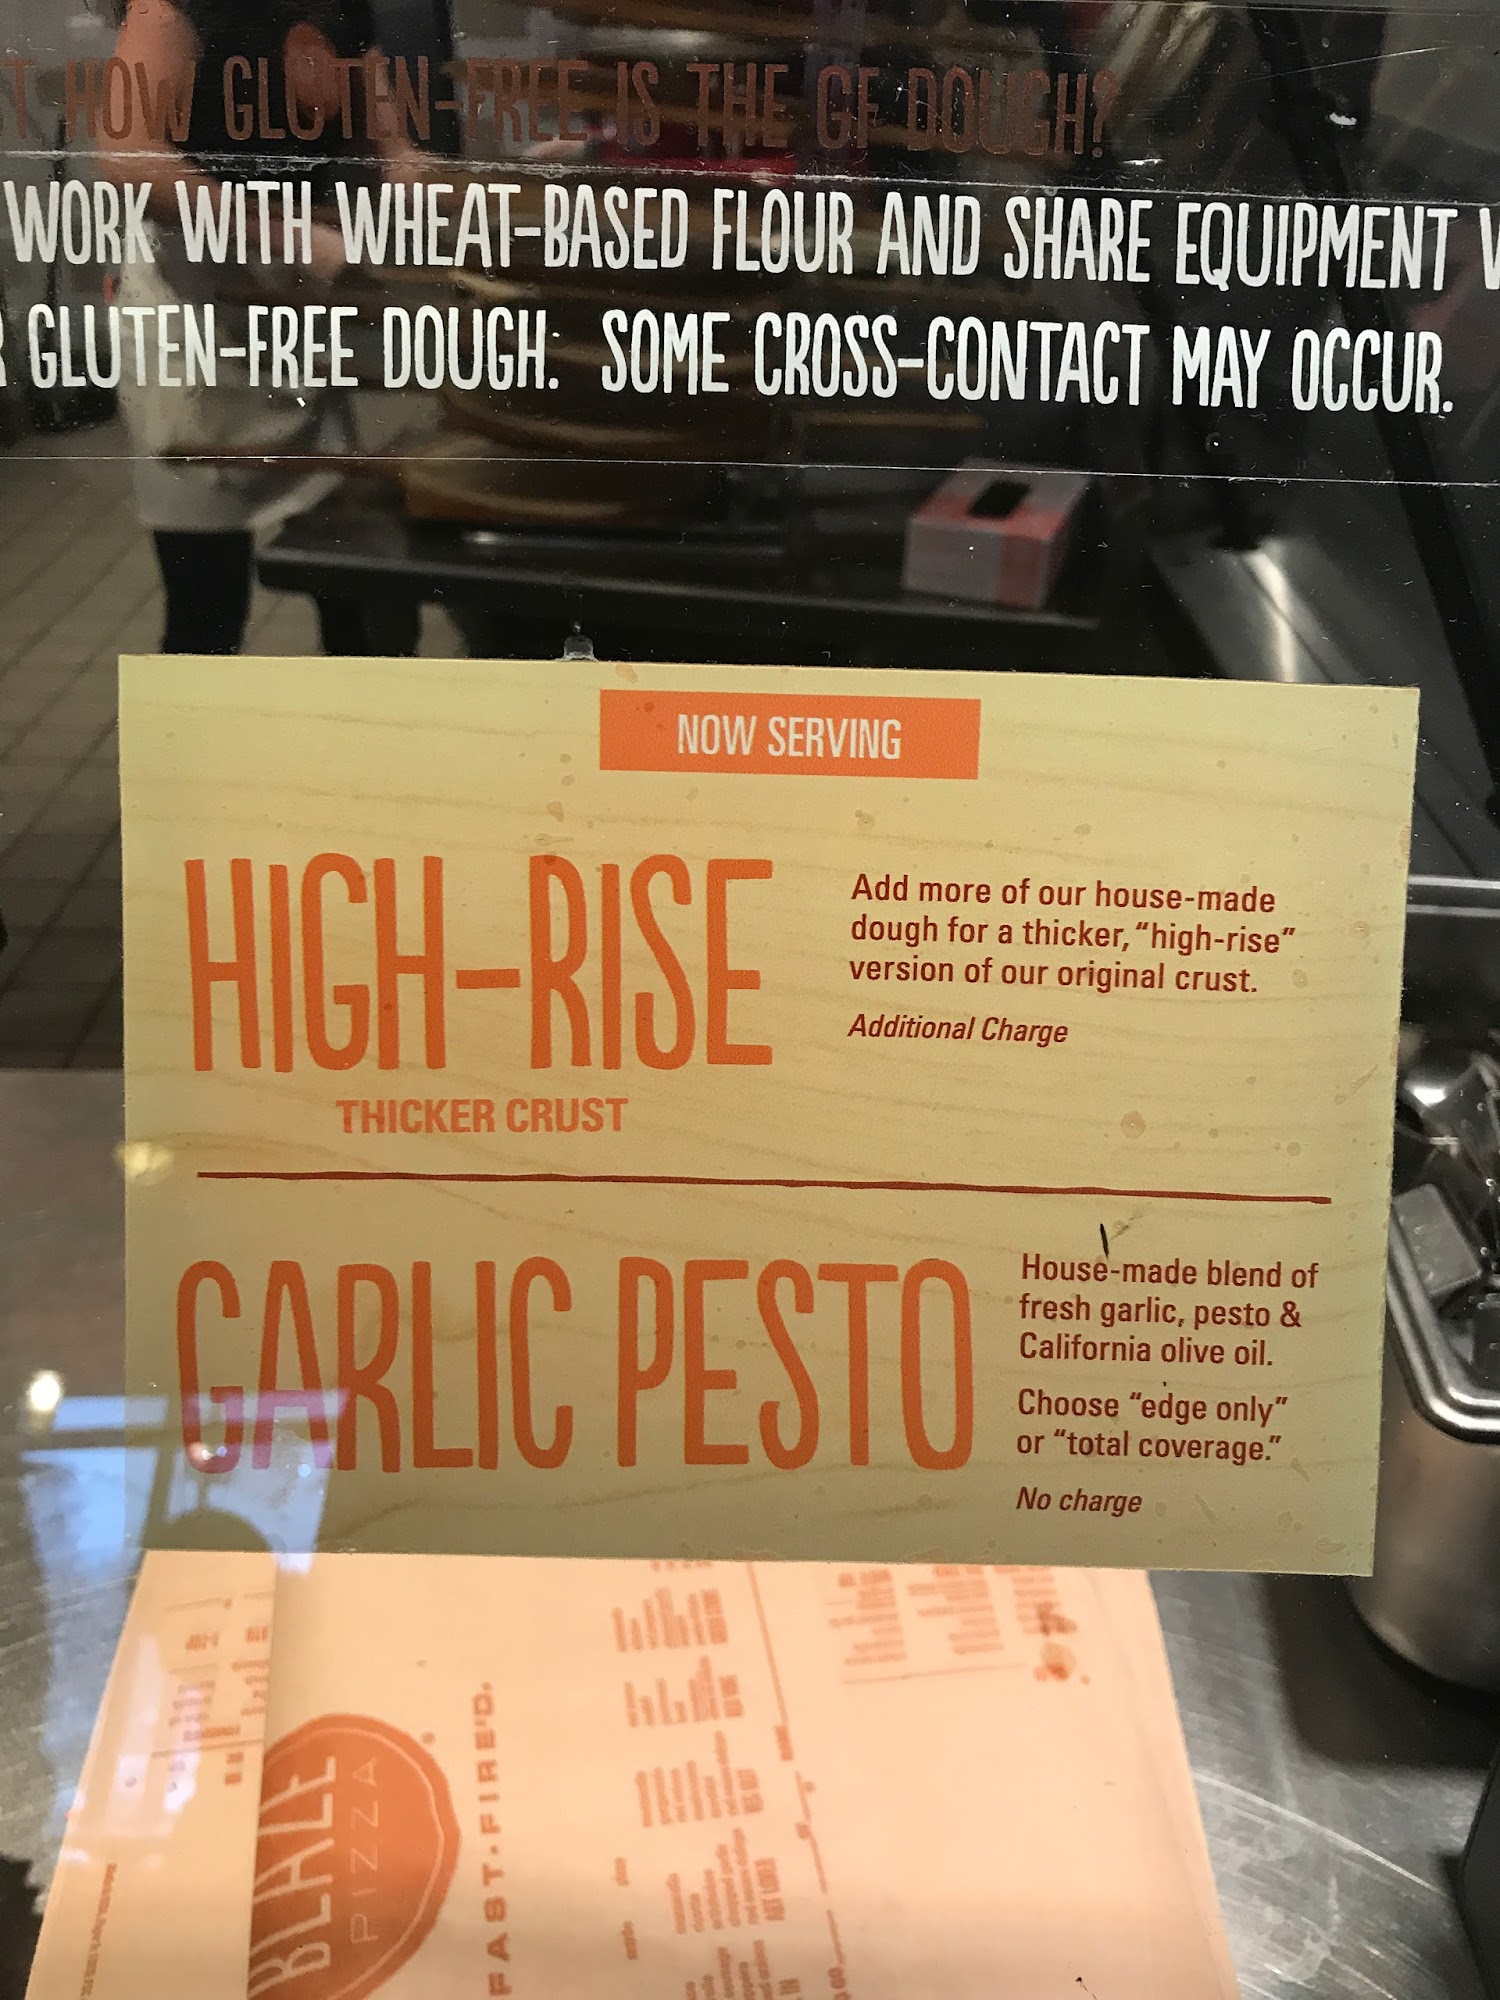 HOW GLUTEN-FREE IS THE GF DOUGH?
WORK WITH WHEAT-BASED FLOUR AND SHARE EQUIPMENT
GLUTEN-FREE DOUGH. SOME CROSS-CONTACT MAY OCCUR.
NOW SERVING
HIGH-RISE
THICKER CRUST
Add more of our house-made
dough for a thicker, “high-rise”
version of our original crust.
Additional Charge
GARLIC PESTO
House-made blend of
fresh garlic, pesto &
California olive oil.
Choose “edge only”
or “total coverage.”
No charge
BLAZE
PIZZA
FAST-FIRE'D.